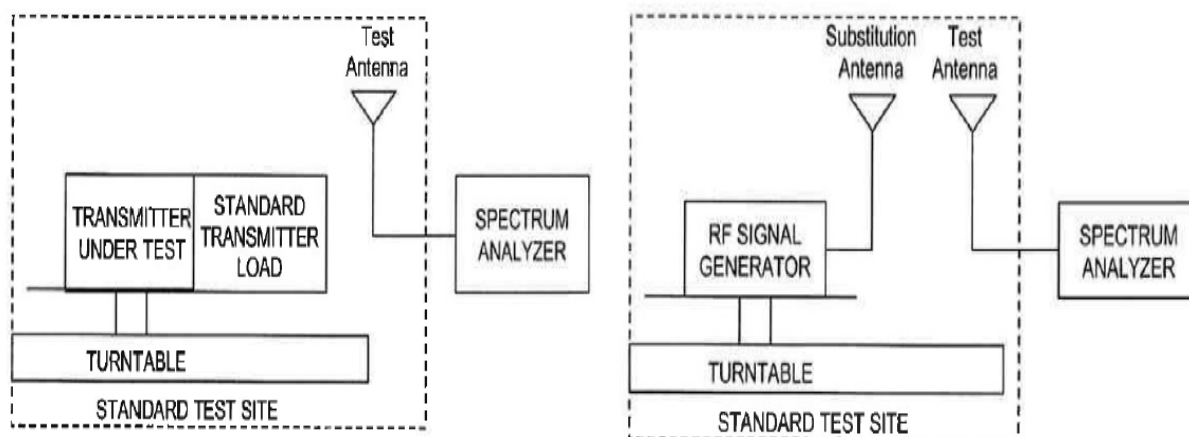 Test
Antenna
TRANSMITTER
UNDER TEST
STANDARD
TRANSMITTER
LOAD
SPECTRUM
ANALYZER
TURNTABLE
STANDARD TEST SITE
Substitution
Antenna
Test
Antenna
RF SIGNAL
GENERATOR
SPECTRUM
ANALYZER
TURNTABLE
STANDARD TEST SITE